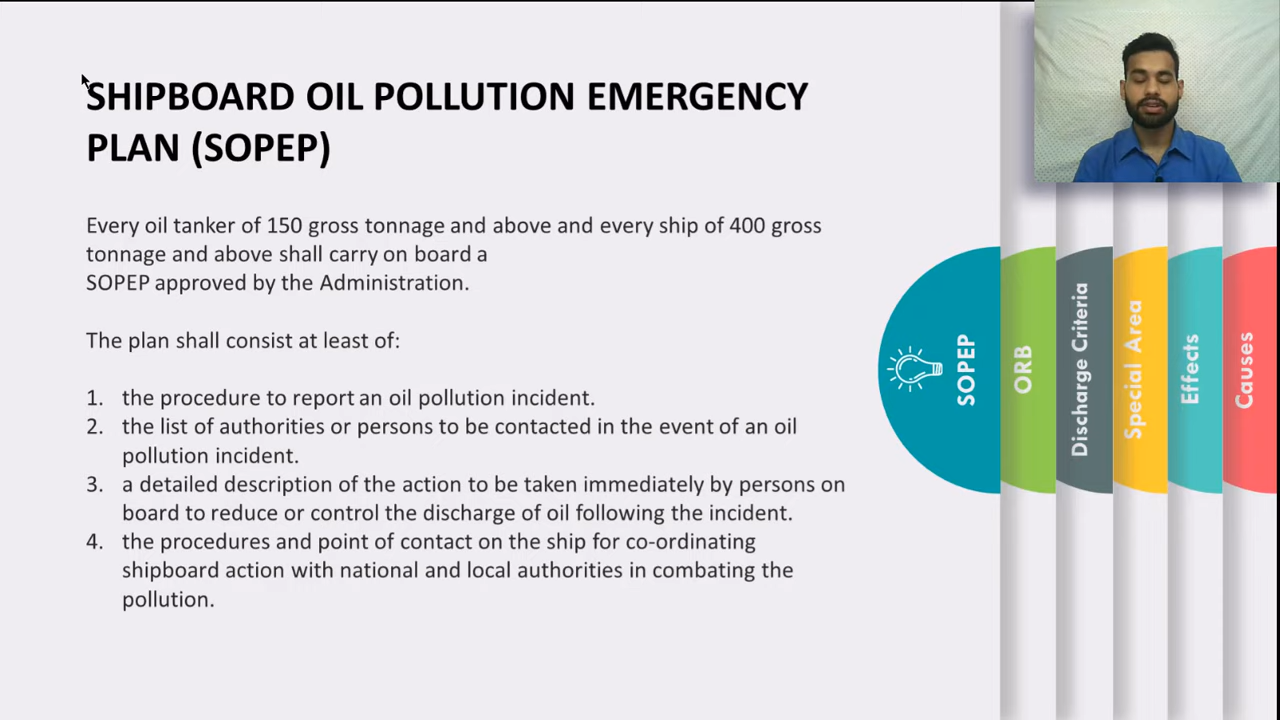 SHIPBOARD OIL POLLUTION EMERGENCY
PLAN (SOPEP)
Every oil tanker of 150 gross tonnage and above and every ship of 400 gross
tonnage and above shall carry on board a
SOPEP approved by the Administration.
The plan shall consist at least of:
1. the procedure to report an oil pollution incident.
2. the list of authorities or persons to be contacted in the event of an oil
pollution incident.
3. a detailed description of the action to be taken immediately by persons on
board to reduce or control the discharge of oil following the incident.
4. the procedures and point of contact on the ship for co-ordinating
shipboard action with national and local authorities in combating the
pollution.
SOPEP
ORB
Discharge Criteria
Special Area
Effects
Causes